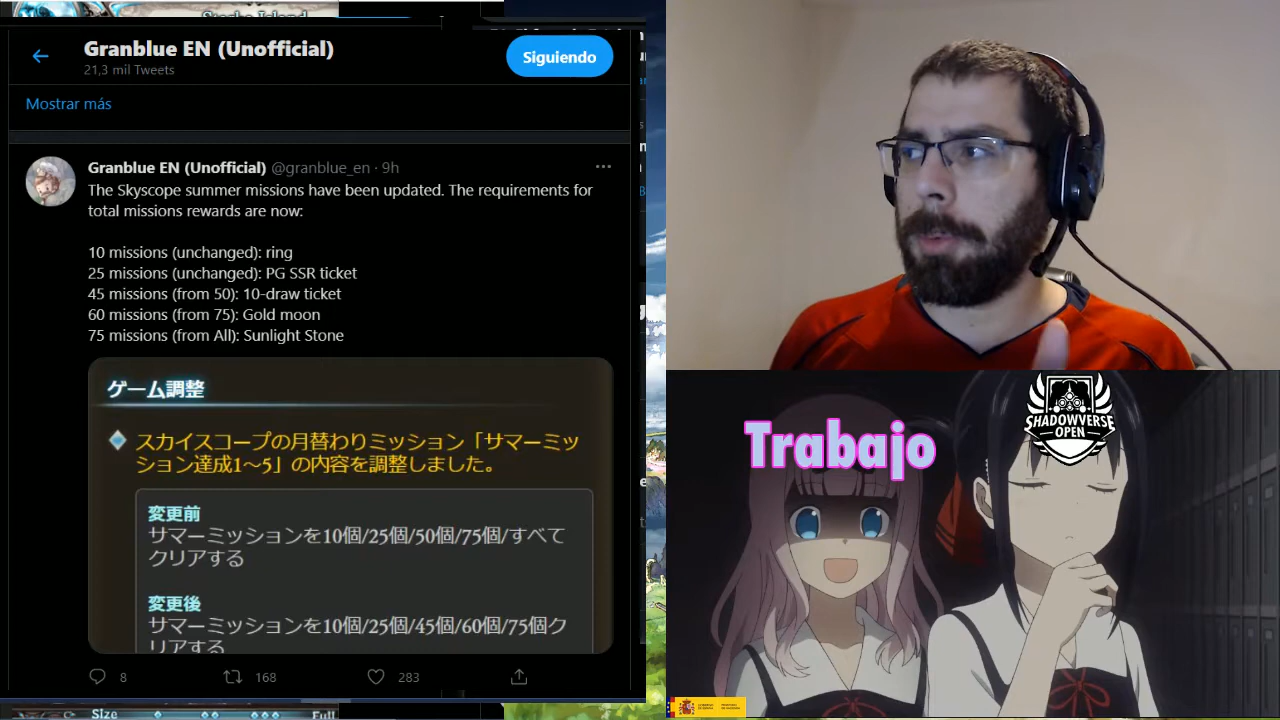 Granblue EN (Unofficial)
21,3 mil Tweets
Siguiendo
Mostrar más
Granblue EN (Unofficial) @granblue_en · 9h
The Skyscope summer missions have been updated. The requirements for
total missions rewards are now:
10 missions (unchanged): ring
25 missions (unchanged): PG SSR ticket
45 missions (from 50): 10-draw ticket
60 missions (from 75): Gold moon
75 missions (from All): Sunlight Stone
ゲーム調整
スカイスコープの月替わりミッション「サマーミッ
ション達成1～5」の内容を調整しました。
変更前
サマーミッションを10個/25個/50個/75個/すべて
クリアする
変更後
サマーミッションを10個/25個/45個/60個/75個ク
リアする
8
168
283
Size
Full
Trabajo
SHADOWVERSE
OPEN